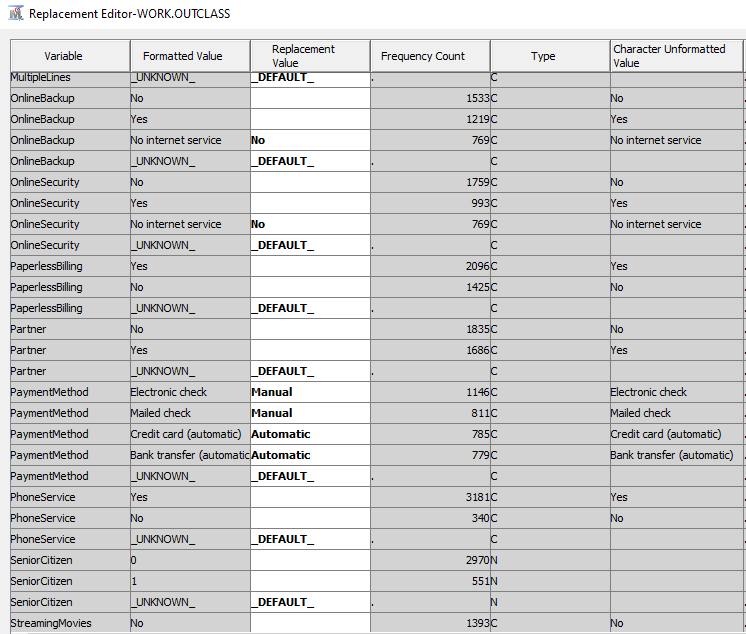 Replacement Editor-WORK.OUTCLASS
Variable Formatted Value Replacement Value Frequency Count Type Character Unformatted Value
MultipleLines _UNKNOWN_ _DEFAULT_ . C
OnlineBackup No 1533 C No
OnlineBackup Yes 1219 C Yes
OnlineBackup No internet service No 769 C No internet service
OnlineBackup _UNKNOWN_ _DEFAULT_ . C
OnlineSecurity No 1759 C No
OnlineSecurity Yes 993 C Yes
OnlineSecurity No internet service No 769 C No internet service
OnlineSecurity _UNKNOWN_ _DEFAULT_ . C
PaperlessBilling Yes 2096 C Yes
PaperlessBilling No 1425 C No
PaperlessBilling _UNKNOWN_ _DEFAULT_ . C
Partner No 1835 C No
Partner Yes 1686 C Yes
Partner _UNKNOWN_ _DEFAULT_ . C
PaymentMethod Electronic check Manual 1146 C Electronic check
PaymentMethod Mailed check Manual 811 C Mailed check
PaymentMethod Credit card (automatic) Automatic 785 C Credit card (automatic)
PaymentMethod Bank transfer (automatic Automatic 779 C Bank transfer (automatic)
PaymentMethod _UNKNOWN_ _DEFAULT_ . C
PhoneService Yes 3181 C Yes
PhoneService No 340 C No
PhoneService _UNKNOWN_ _DEFAULT_ . C
SeniorCitizen 0 2970 N
SeniorCitizen 1 551 N
SeniorCitizen _UNKNOWN_ _DEFAULT_ . N
StreamingMovies No 1393 C No